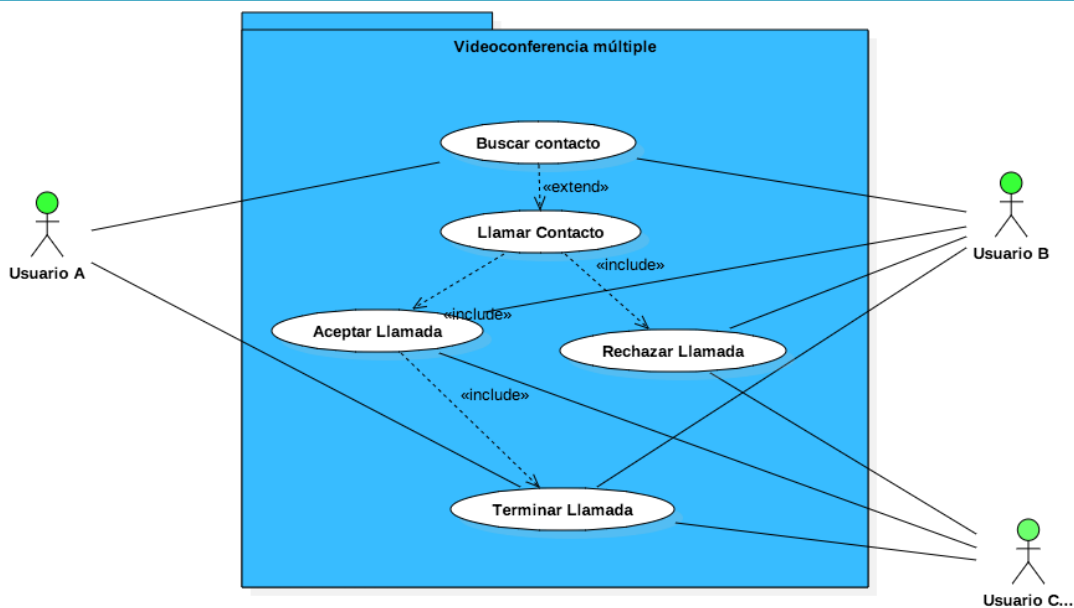 Videoconferencia múltiple
Buscar contacto
«extend»
Llamar Contacto
Usuario A
Usuario B
«include»
«include»
Aceptar Llamada
Rechazar Llamada
«include»
Terminar Llamada
Usuario C...